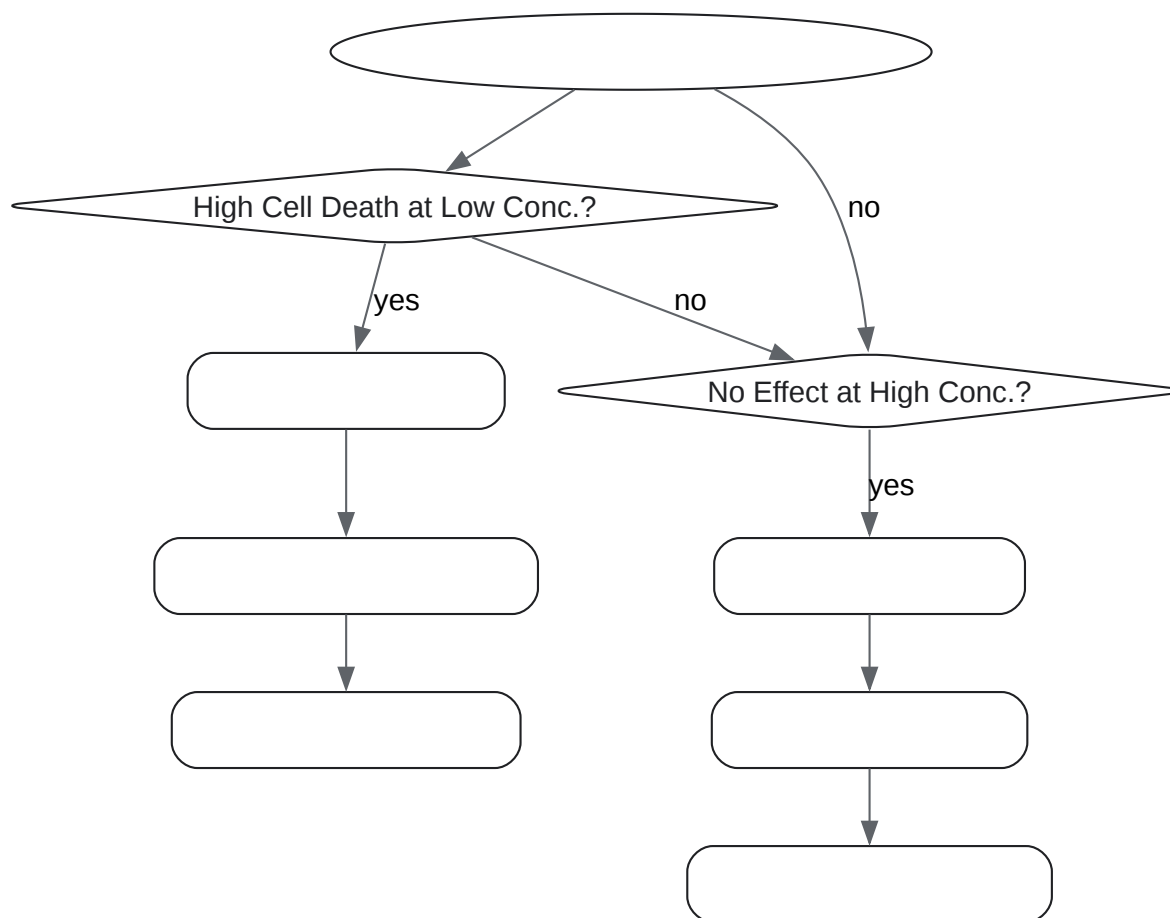 High Cell Death at Low Conc.?
no
yes
no
No Effect at High Conc.?
yes